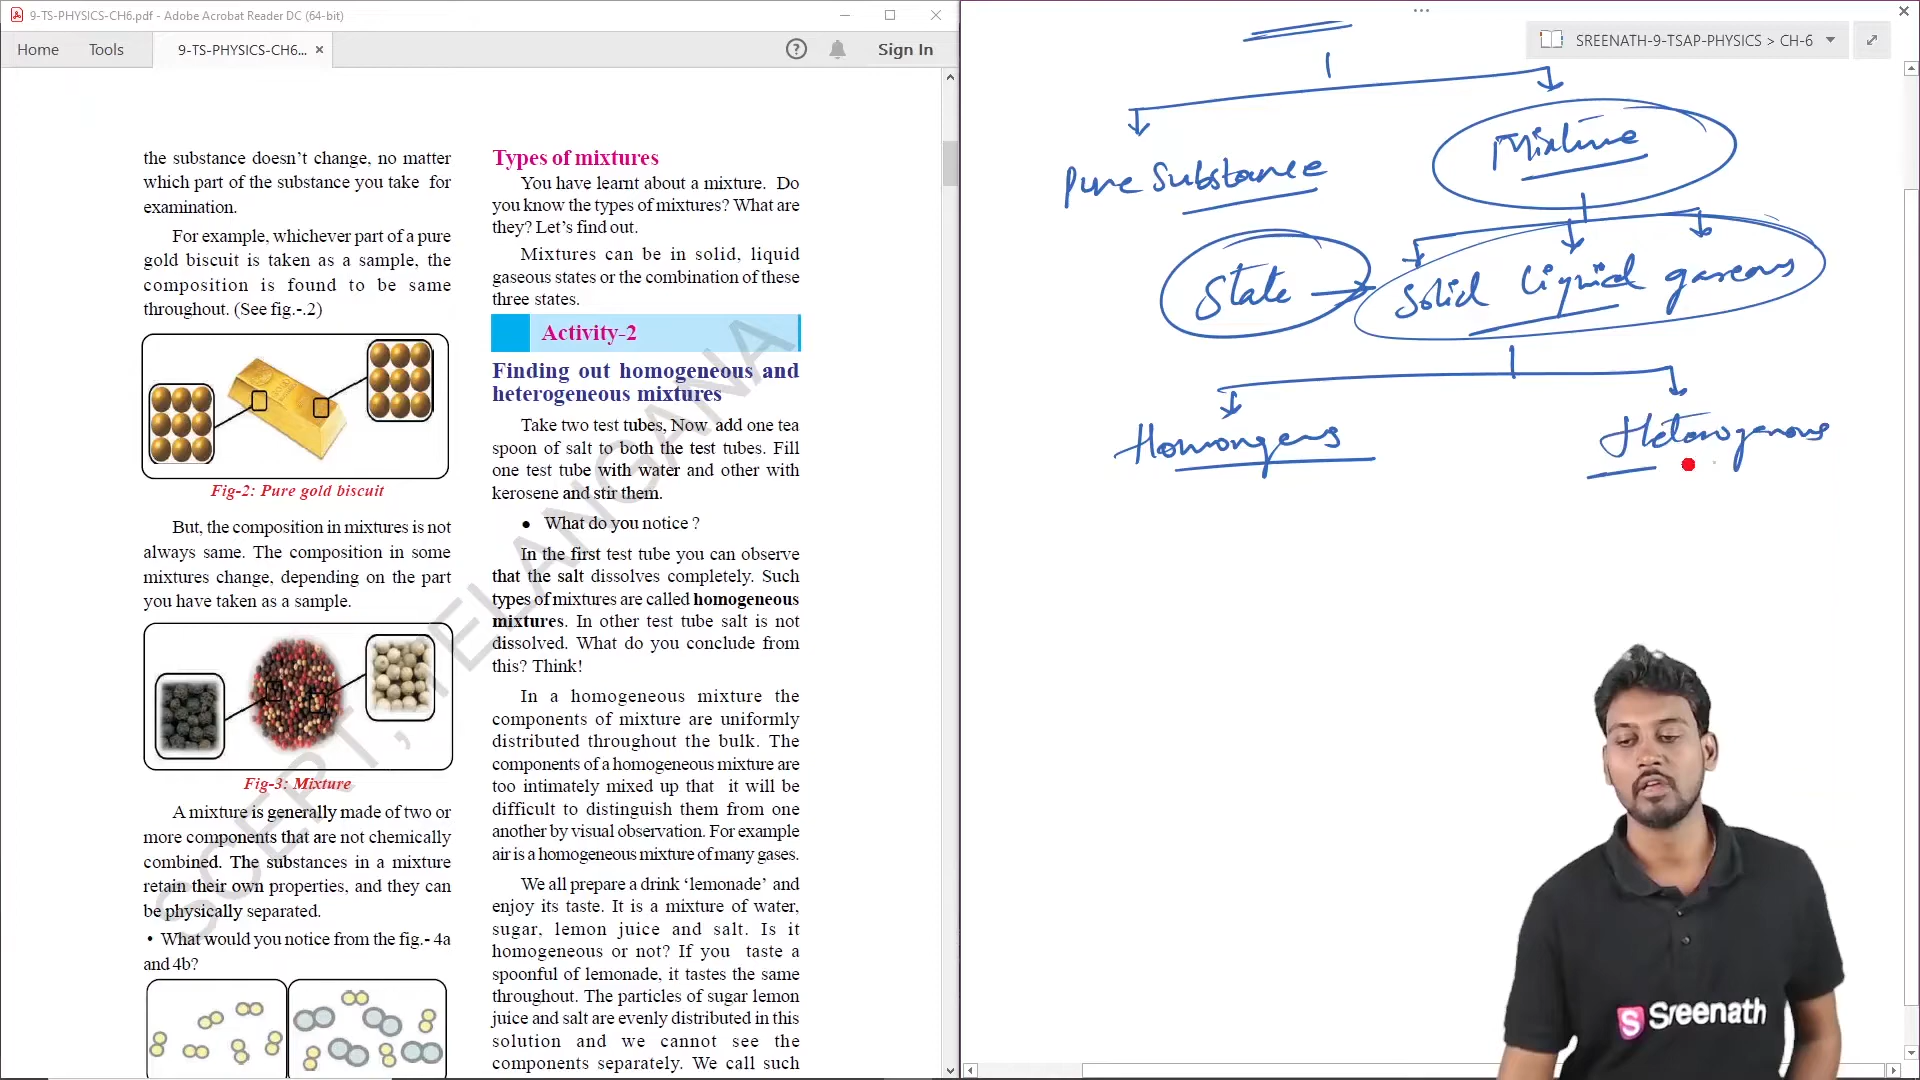 9-TS-PHYSICS-CH6.pdf - Adobe Acrobat Reader DC (64-bit)
Home Tools 9-TS-PHYSICS-CH6... × ? Sign In
the substance doesn't change, no matter
which part of the substance you take for
examination.
For example, whichever part of a pure
gold biscuit is taken as a sample, the
composition is found to be same
throughout. (See fig.-.2)
Fig-2: Pure gold biscuit
But, the composition in mixtures is not
always same. The composition in some
mixtures change, depending on the part
you have taken as a sample.
Fig-3: Mixture
A mixture is generally made of two or
more components that are not chemically
combined. The substances in a mixture
retain their own properties, and they can
be physically separated.
• What would you notice from the fig.- 4a
and 4b?
Types of mixtures
You have learnt about a mixture. Do
you know the types of mixtures? What are
they? Let's find out.
Mixtures can be in solid, liquid
gaseous states or the combination of these
three states.
Activity-2
Finding out homogeneous and
heterogeneous mixtures
Take two test tubes, Now add one tea
spoon of salt to both the test tubes. Fill
one test tube with water and other with
kerosene and stir them.
• What do you notice ?
In the first test tube you can observe
that the salt dissolves completely. Such
types of mixtures are called homogeneous
mixtures. In other test tube salt is not
dissolved. What do you conclude from
this? Think!
In a homogeneous mixture the
components of mixture are uniformly
distributed throughout the bulk. The
components of a homogeneous mixture are
too intimately mixed up that it will be
difficult to distinguish them from one
another by visual observation. For example
air is a homogeneous mixture of many gases.
We all prepare a drink 'lemonade' and
enjoy its taste. It is a mixture of water,
sugar, lemon juice and salt. Is it
homogeneous or not? If you taste a
spoonful of lemonade, it tastes the same
throughout. The particles of sugar lemon
juice and salt are evenly distributed in this
solution and we cannot see the
components separately. We call such
SCERT, TELANGANA
SREENATH-9-TSAP-PHYSICS > CH-6
Pure Substance Mixture
State → Solid liquid gaseous
Homongens Heterogenous
S Sreenath